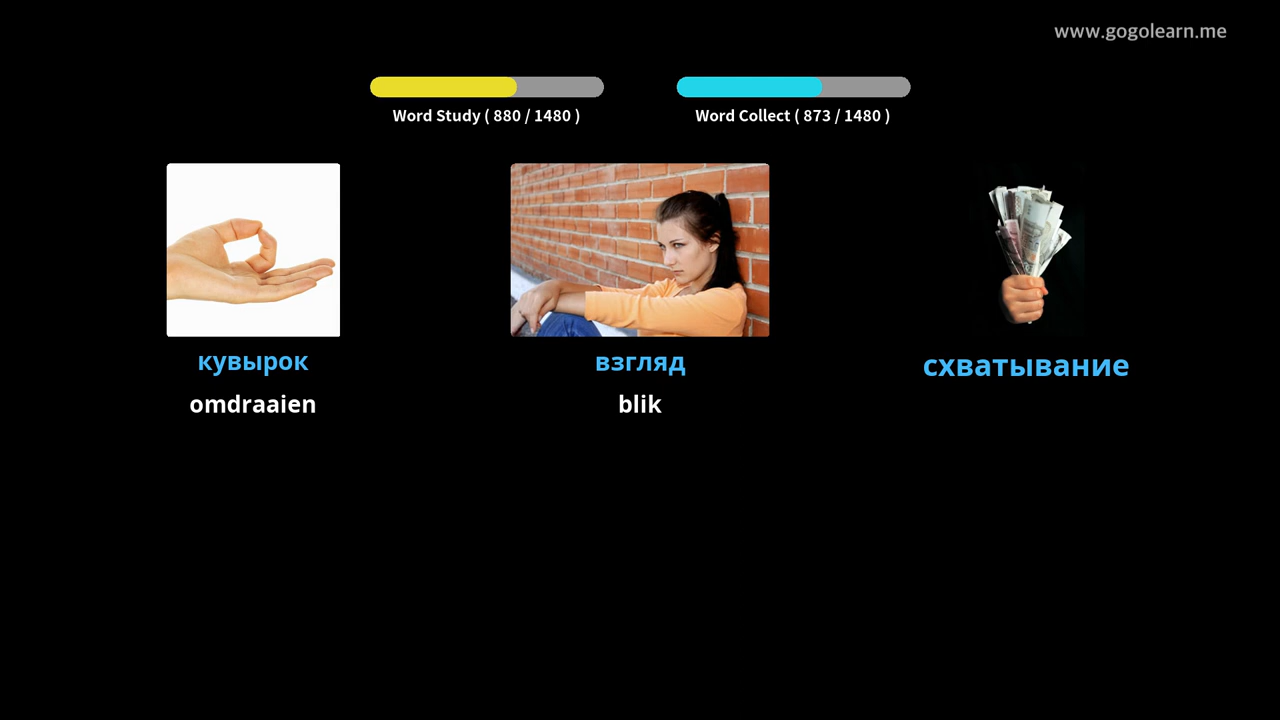 www.gogolearn.me
Word Study ( 880 / 1480 )
Word Collect ( 873 / 1480 )
кувырок
omdraaien
взгляд
blik
схватывание